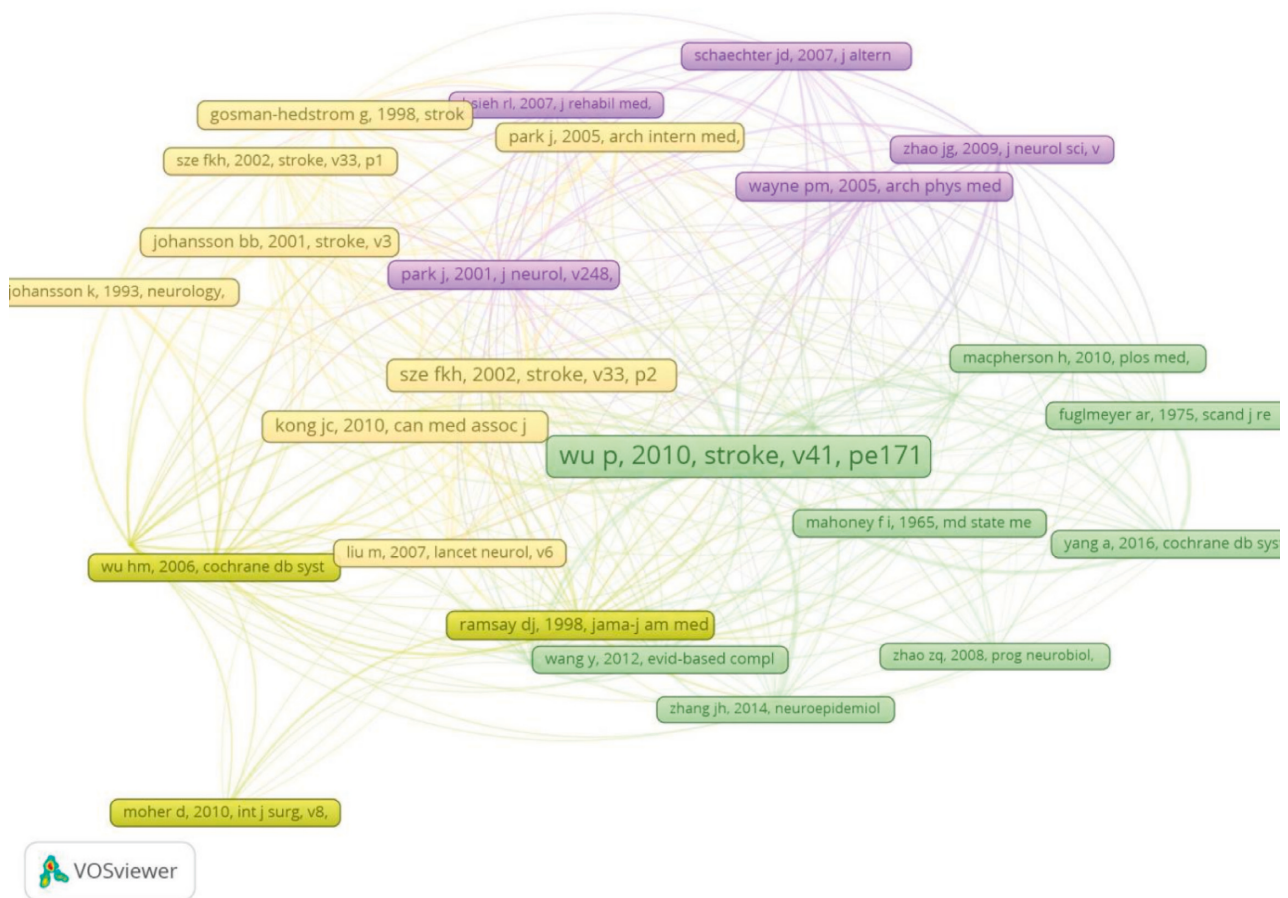 schaechter jd, 2007, j altern
sieh rl, 2007, j rehabil med,
gosman-hedstrom g, 1998, strok
park j, 2005, arch intern med,
zhao jg, 2009, j neurol sci, v
sze fkh, 2002, stroke, v33, p1
wayne pm, 2005, arch phys med
johansson bb, 2001, stroke, v3
park j, 2001, j neurol, v248,
ohansson k, 1993, neurology,
macpherson h, 2010, plos med,
sze fkh, 2002, stroke, v33, p2
fuglmeyer ar, 1975, scand j re
kong jc, 2010, can med assoc j
wu p, 2010, stroke, v41, pe171
mahoney f i, 1965, md state me
yang a, 2016, cochrane db syst
liu m, 2007, lancet neurol, v6
wu hm, 2006, cochrane db syst
ramsay dj, 1998, jama-j am med
wang y, 2012, evid-based compl
zhao zq, 2008, prog neurobiol,
zhang jh, 2014, neuroepidemiol
moher d, 2010, int j surg, v8,
VOSviewer